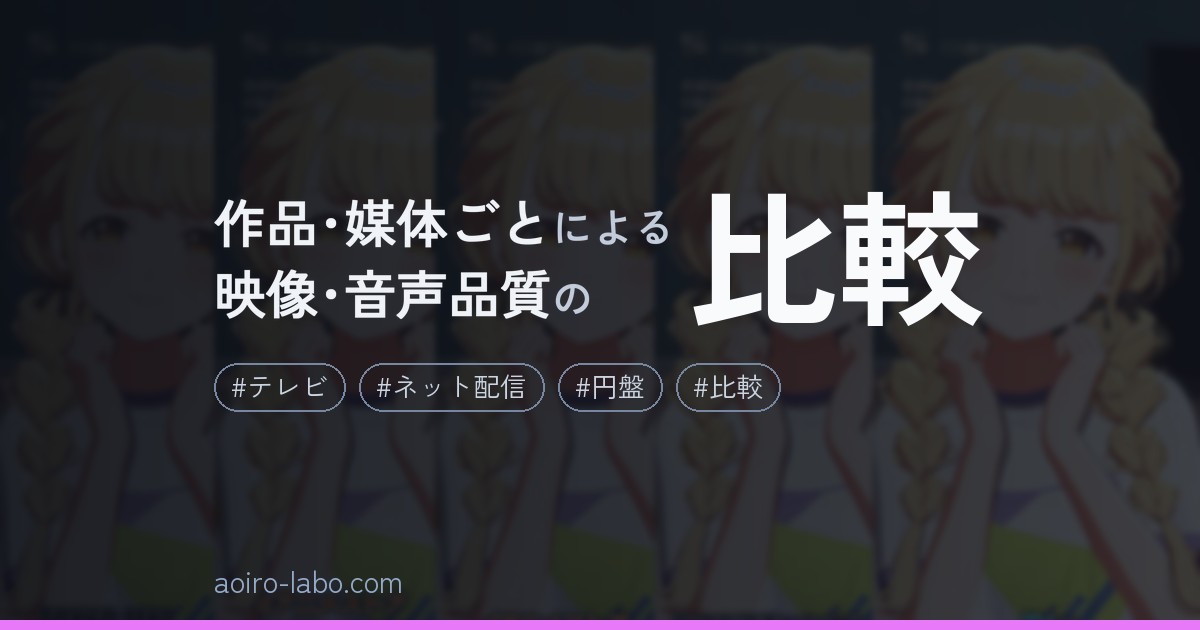 作品・媒体ごとによる
映像・音声品質の
比較
#テレビ #ネット配信 #円盤 #比較
aoiro-labo.com